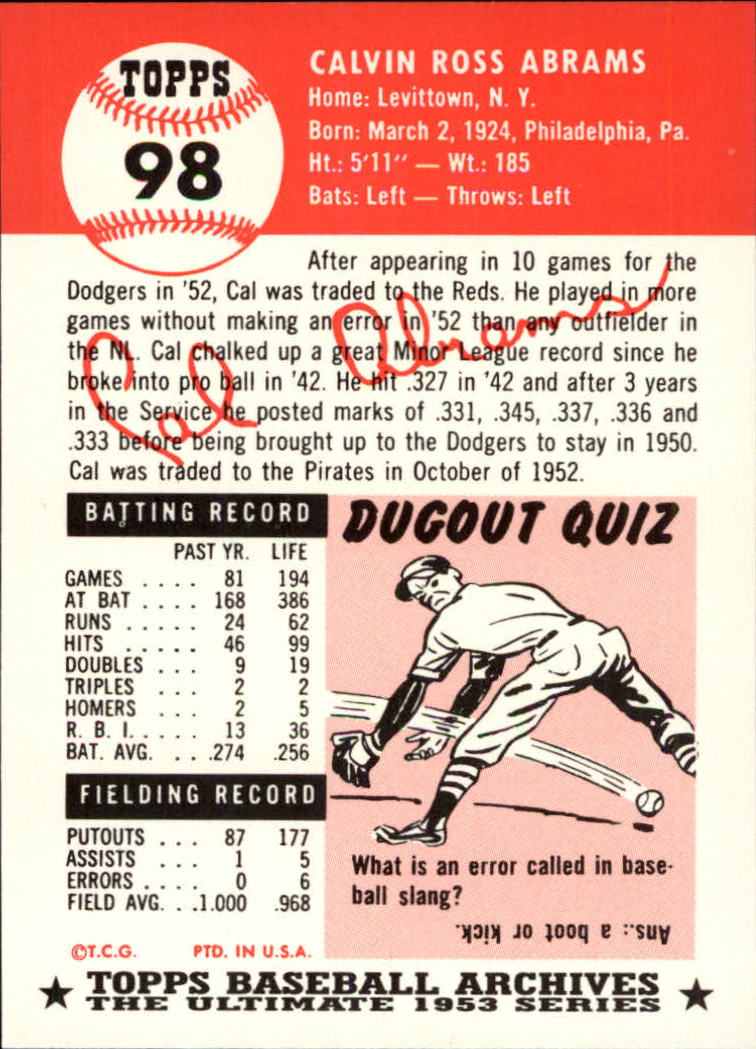 TOPPS
98
CALVIN ROSS ABRAMS
Home: Levittown, N. Y.
Born: March 2, 1924, Philadelphia, Pa.
Ht.: 5'11" — Wt.: 185
Bats: Left — Throws: Left
After appearing in 10 games for the
Dodgers in '52, Cal was traded to the Reds. He played in more
games without making an error in '52 than any outfielder in
the NL. Cal chalked up a great Minor League record since he
broke into pro ball in '42. He hit .327 in '42 and after 3 years
in the Service he posted marks of .331, .345, .337, .336 and
.333 before being brought up to the Dodgers to stay in 1950.
Cal was traded to the Pirates in October of 1952.
Cal Abrams
BATTING RECORD
PAST YR. LIFE
GAMES . . . . 81 194
AT BAT . . . . 168 386
RUNS . . . . . 24 62
HITS . . . . . 46 99
DOUBLES . . . 9 19
TRIPLES . . . 2 2
HOMERS . . . 2 5
R. B. I. . . . . . 13 36
BAT. AVG. . . .274 .256
FIELDING RECORD
PUTOUTS . . . 87 177
ASSISTS . . . 1 5
ERRORS . . . . 0 6
FIELD AVG. . .1.000 .968
DUGOUT QUIZ
What is an error called in base-
ball slang?
Ans.: a boot or kick.
©T.C.G. PTD. IN U.S.A.
TOPPS BASEBALL ARCHIVES
THE ULTIMATE 1953 SERIES